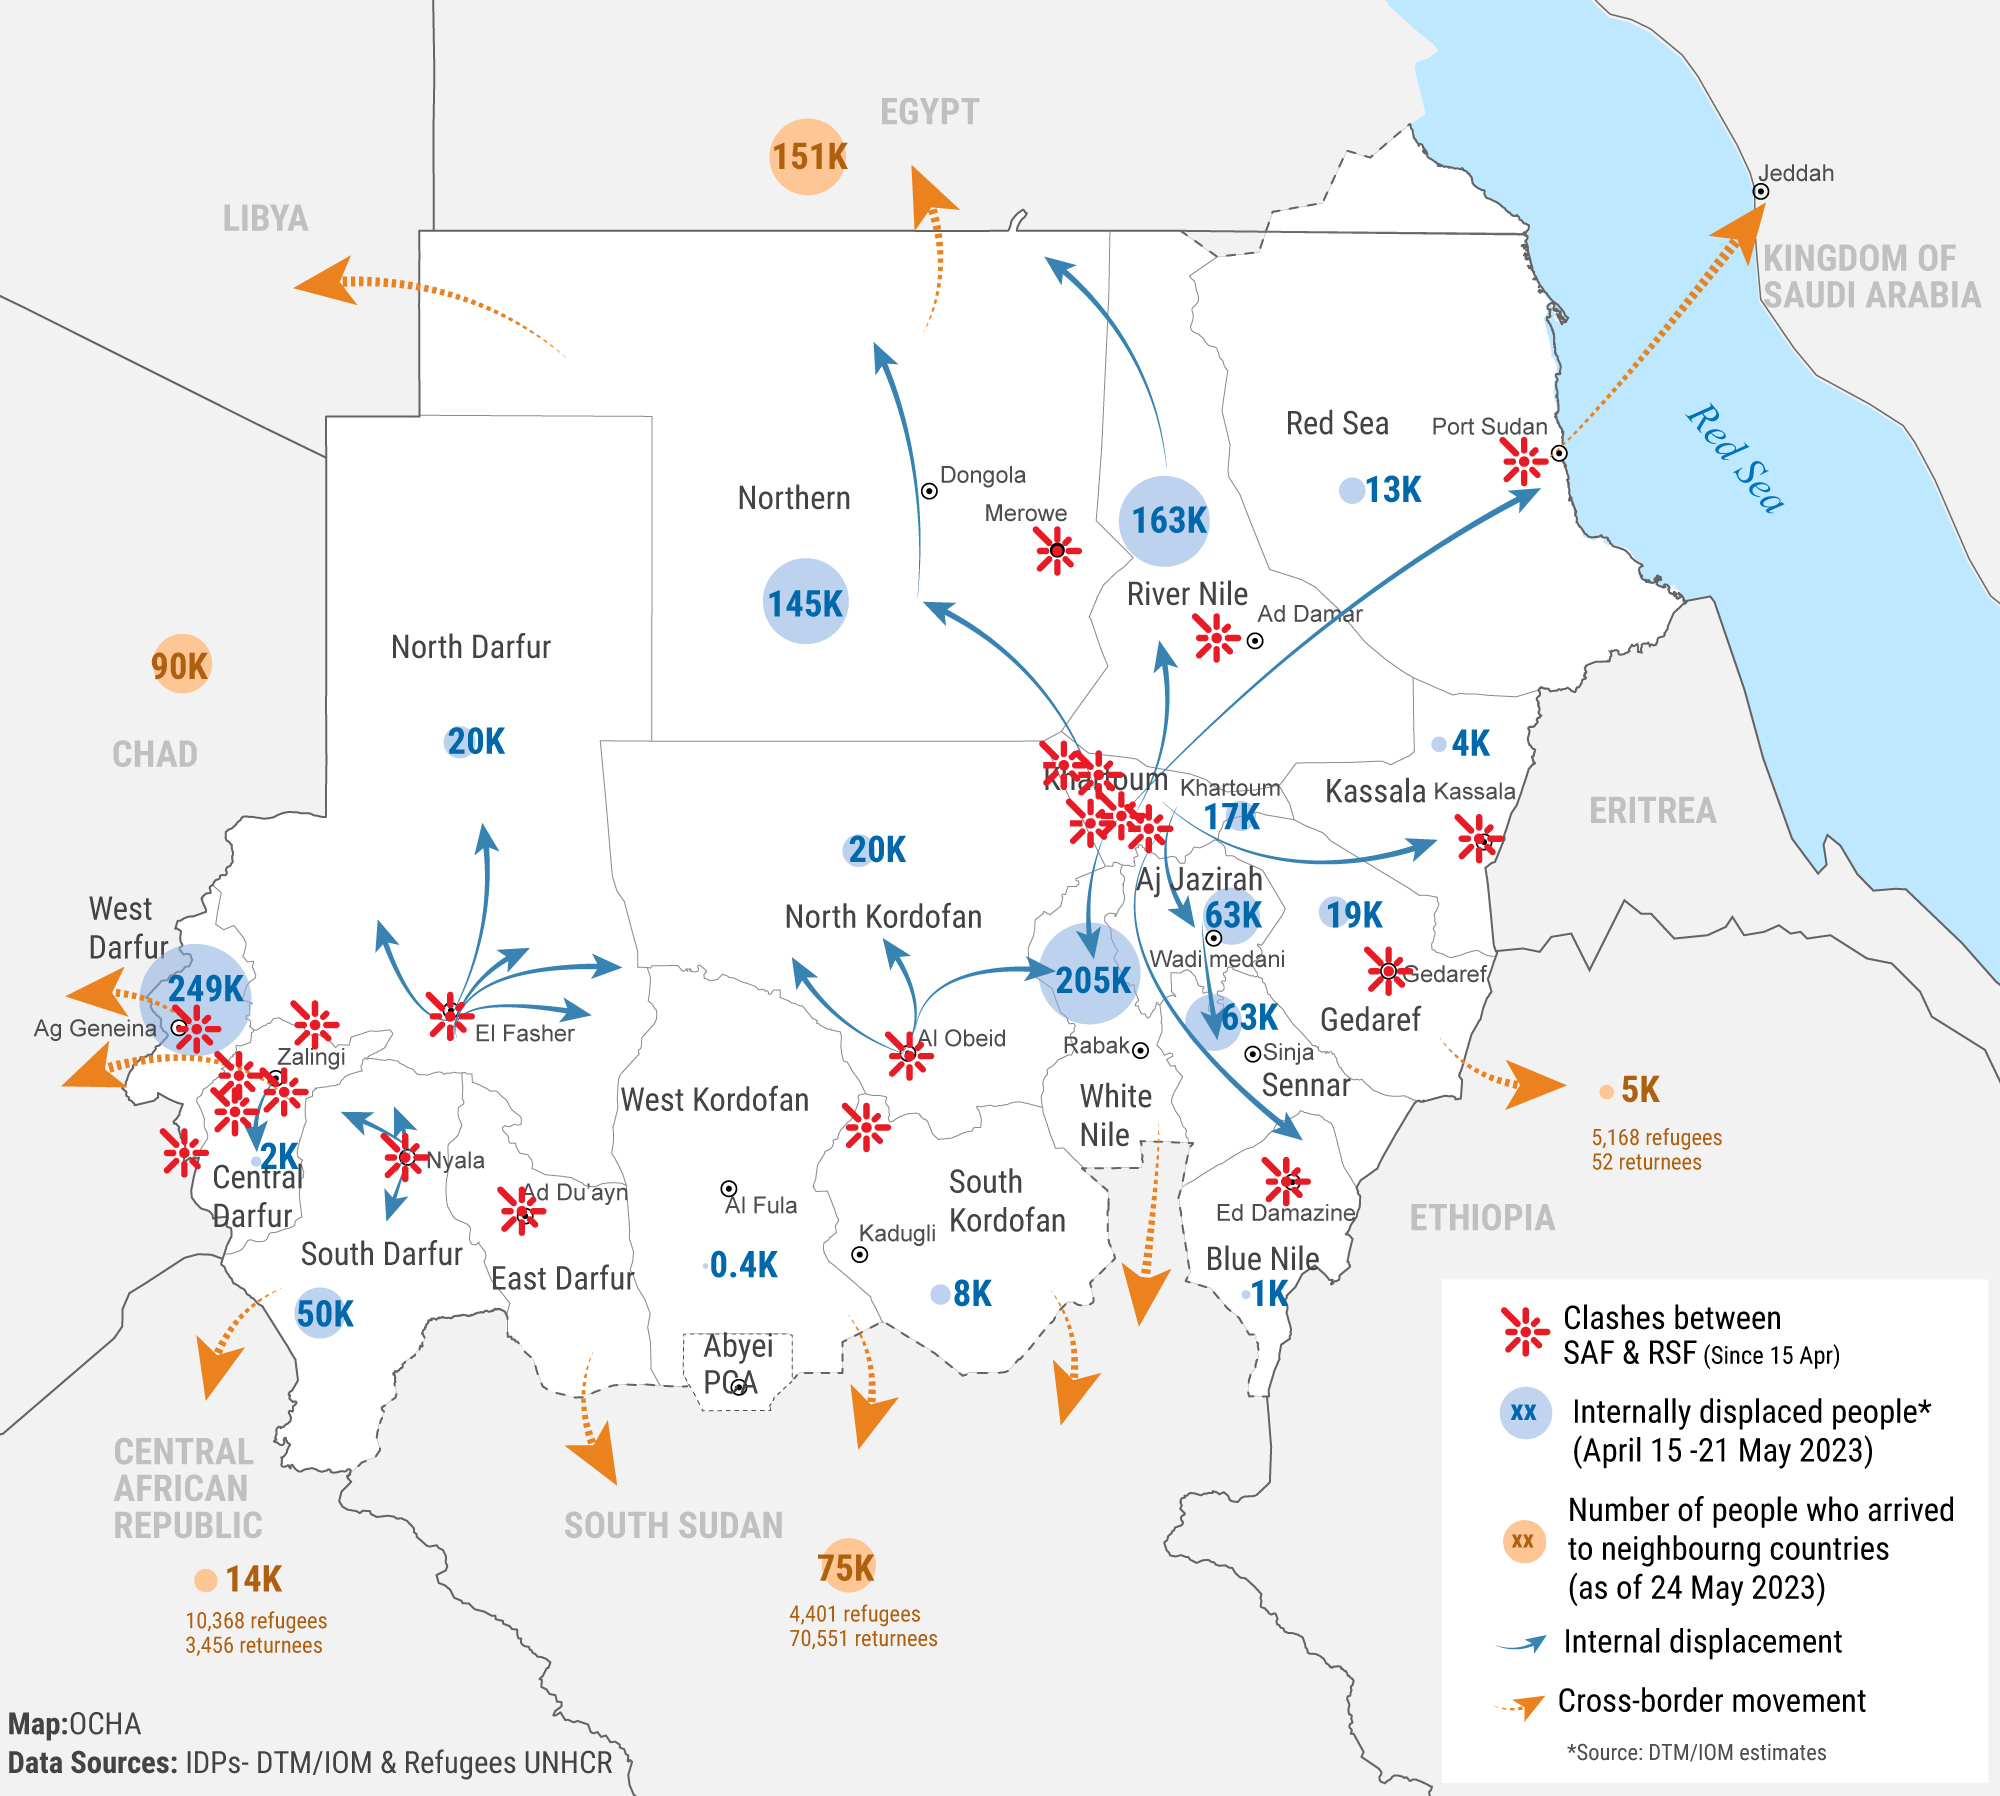 EGYPT
151K
Jeddah
LIBYA
KINGDOM OF
SAUDI ARABIA
Red Sea
Port Sudan
Red Sea
13K
Dongola
Northern
Merowe
163K
145K
River Nile
Ad Damar
North Darfur
90K
CHAD
20K
4K
Khartoum
Khartoum
17K
Kassala
Kassala
ERITREA
20K
Aj Jazirah
63K
19K
North Kordofan
West
Darfur
249K
205K
Wadi medani
Gedaref
Gedaref
63K
Ag Geneina
El Fasher
Al Obeid
Rabak
Sinja
Sennar
Zalingi
West Kordofan
White
Nile
5K
5,168 refugees
52 returnees
2K
Central
Darfur
Nyala
Ad Du'ayn
Al Fula
South
Kordofan
Kadugli
Ed Damazine
ETHIOPIA
South Darfur
East Darfur
0.4K
8K
Blue Nile
1K
50K
Abyei
PCA
CENTRAL
AFRICAN
REPUBLIC
14K
10,368 refugees
3,456 returnees
SOUTH SUDAN
75K
4,401 refugees
70,551 returnees
Clashes between
SAF & RSF (Since 15 Apr)
xx
Internally displaced people*
(April 15 -21 May 2023)
xx
Number of people who arrived
to neighbourng countries
(as of 24 May 2023)
Internal displacement
Cross-border movement
*Source: DTM/IOM estimates
Map:OCHA
Data Sources: IDPs- DTM/IOM & Refugees UNHCR